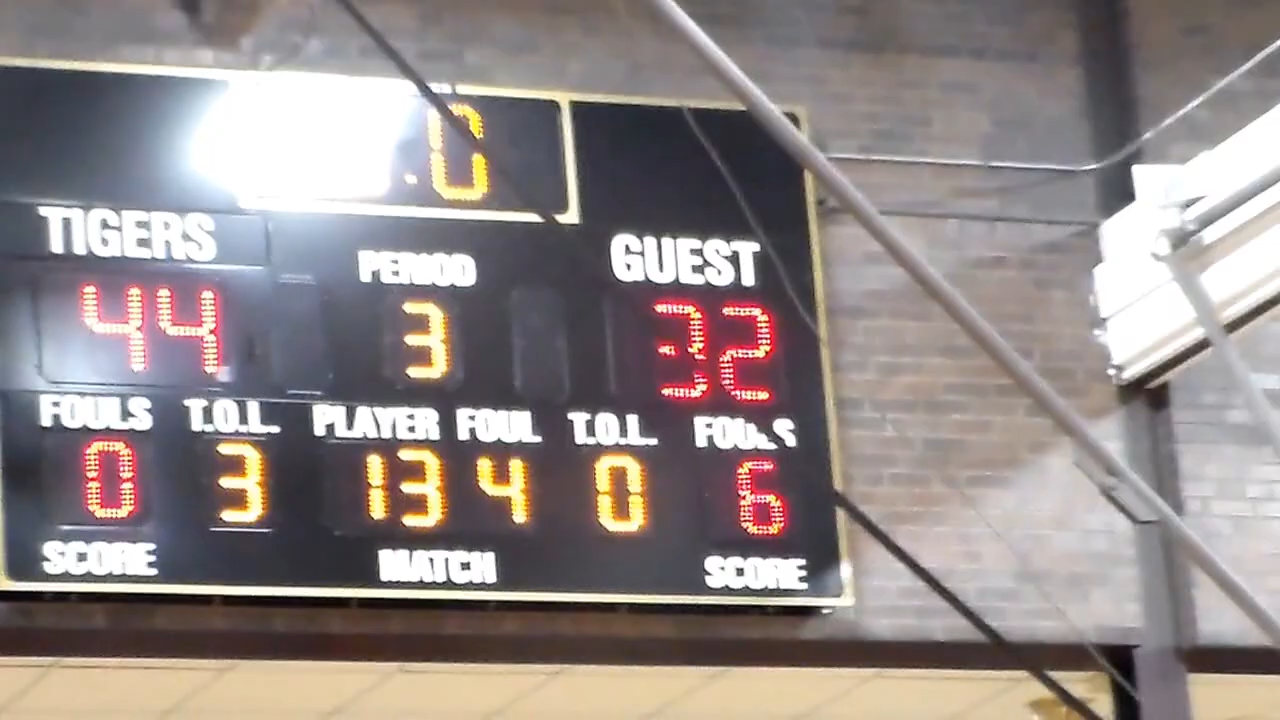 .0
TIGERS PERIOD GUEST
44 3 32
FOULS T.O.L. PLAYER FOUL T.O.L. FOULS
0 3 13 4 0 6
SCORE MATCH SCORE